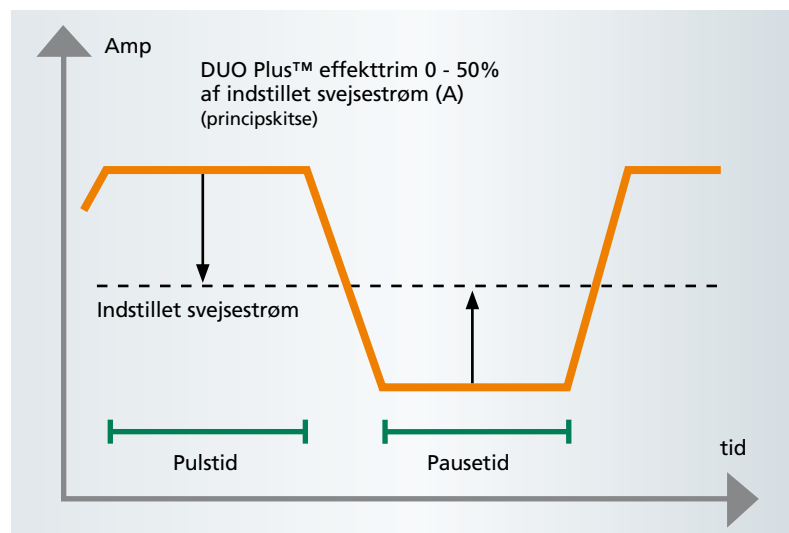 Amp
DUO Plus™ effekttrim 0 - 50%
af indstillet svejsestrøm (A)
(principskitse)
Indstillet svejsestrøm
Pulstid
Pausetid
tid